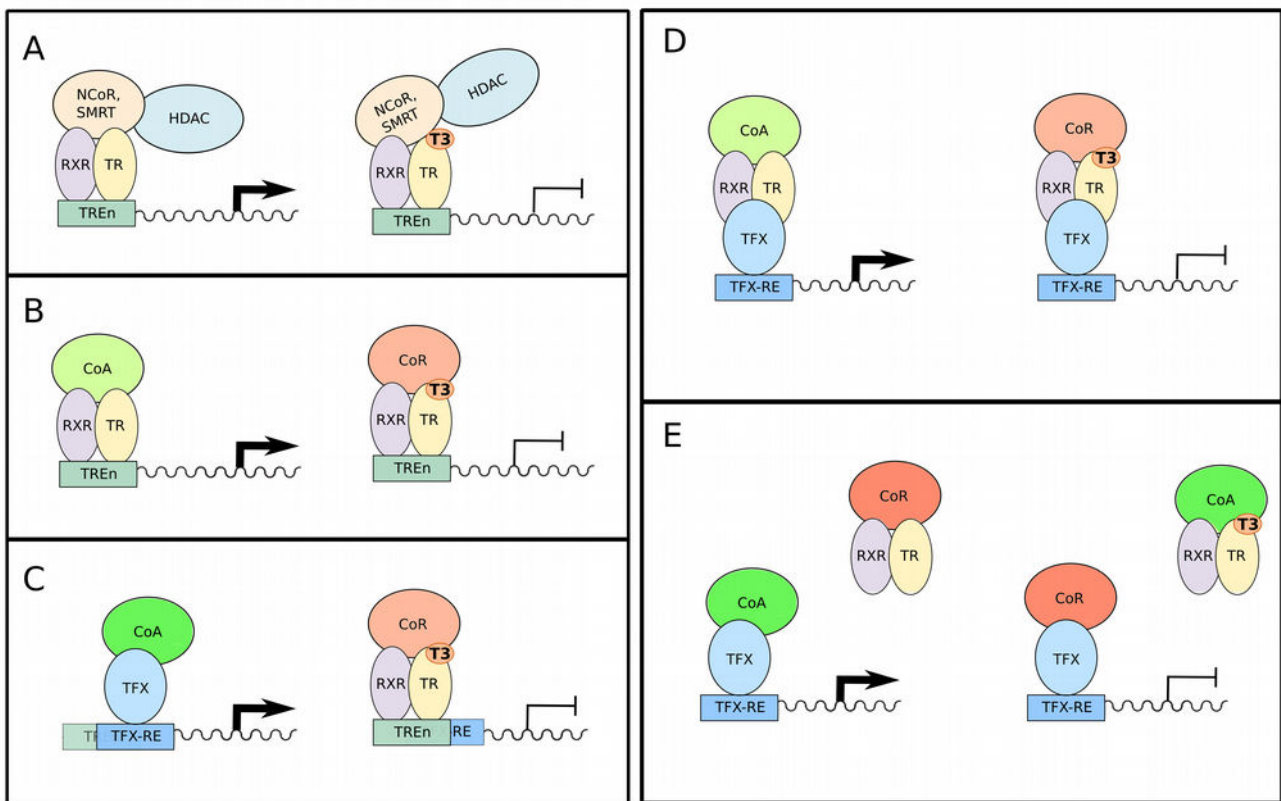 A
NCoR,
SMRT
HDAC
RXR
TR
TREn
NCoR,
SMRT
HDAC
T3
RXR
TR
TREn
B
CoA
RXR
TR
TREn
CoR
T3
RXR
TR
TREn
C
CoA
TFX
TFX-RE
CoR
T3
RXR
TR
TREn
-RE
D
CoA
RXR
TR
TFX
TFX-RE
CoR
T3
RXR
TR
TFX
TFX-RE
E
CoR
RXR
TR
CoA
TFX
TFX-RE
CoA
T3
RXR
TR
CoR
TFX
TFX-RE